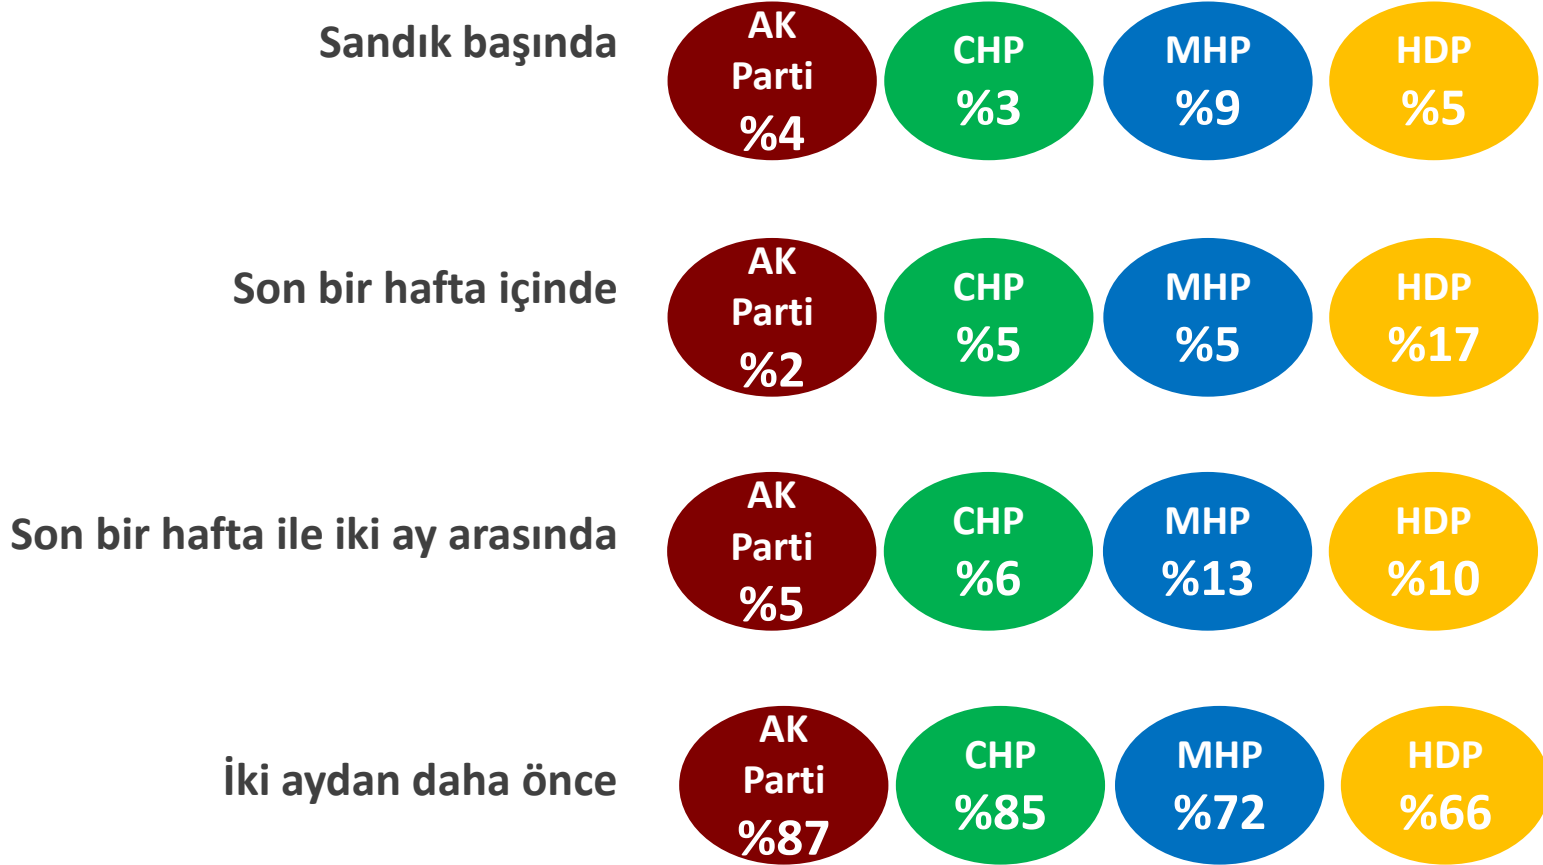 Sandık başında
AK
Parti
%4
CHP
%3
MHP
%9
HDP
%5
Son bir hafta içinde
AK
Parti
%2
CHP
%5
MHP
%5
HDP
%17
Son bir hafta ile iki ay arasında
AK
Parti
%5
CHP
%6
MHP
%13
HDP
%10
İki aydan daha önce
AK
Parti
%87
CHP
%85
MHP
%72
HDP
%66